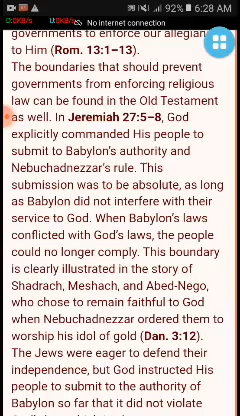 0KB/s
U:0KB/s
92%
6:28 AM
No internet connection
governments to enforce our allegian
to Him (Rom. 13:1–13).
The boundaries that should prevent
governments from enforcing religious
law can be found in the Old Testament
as well. In Jeremiah 27:5–8, God
explicitly commanded His people to
submit to Babylon's authority and
Nebuchadnezzar's rule. This
submission was to be absolute, as long
as Babylon did not interfere with their
service to God. When Babylon's laws
conflicted with God's laws, the people
could no longer comply. This boundary
is clearly illustrated in the story of
Shadrach, Meshach, and Abed-Nego,
who chose to remain faithful to God
when Nebuchadnezzar ordered them to
worship his idol of gold (Dan. 3:12).
The Jews were eager to defend their
independence, but God instructed His
people to submit to the authority of
Babylon so far that it did not violate